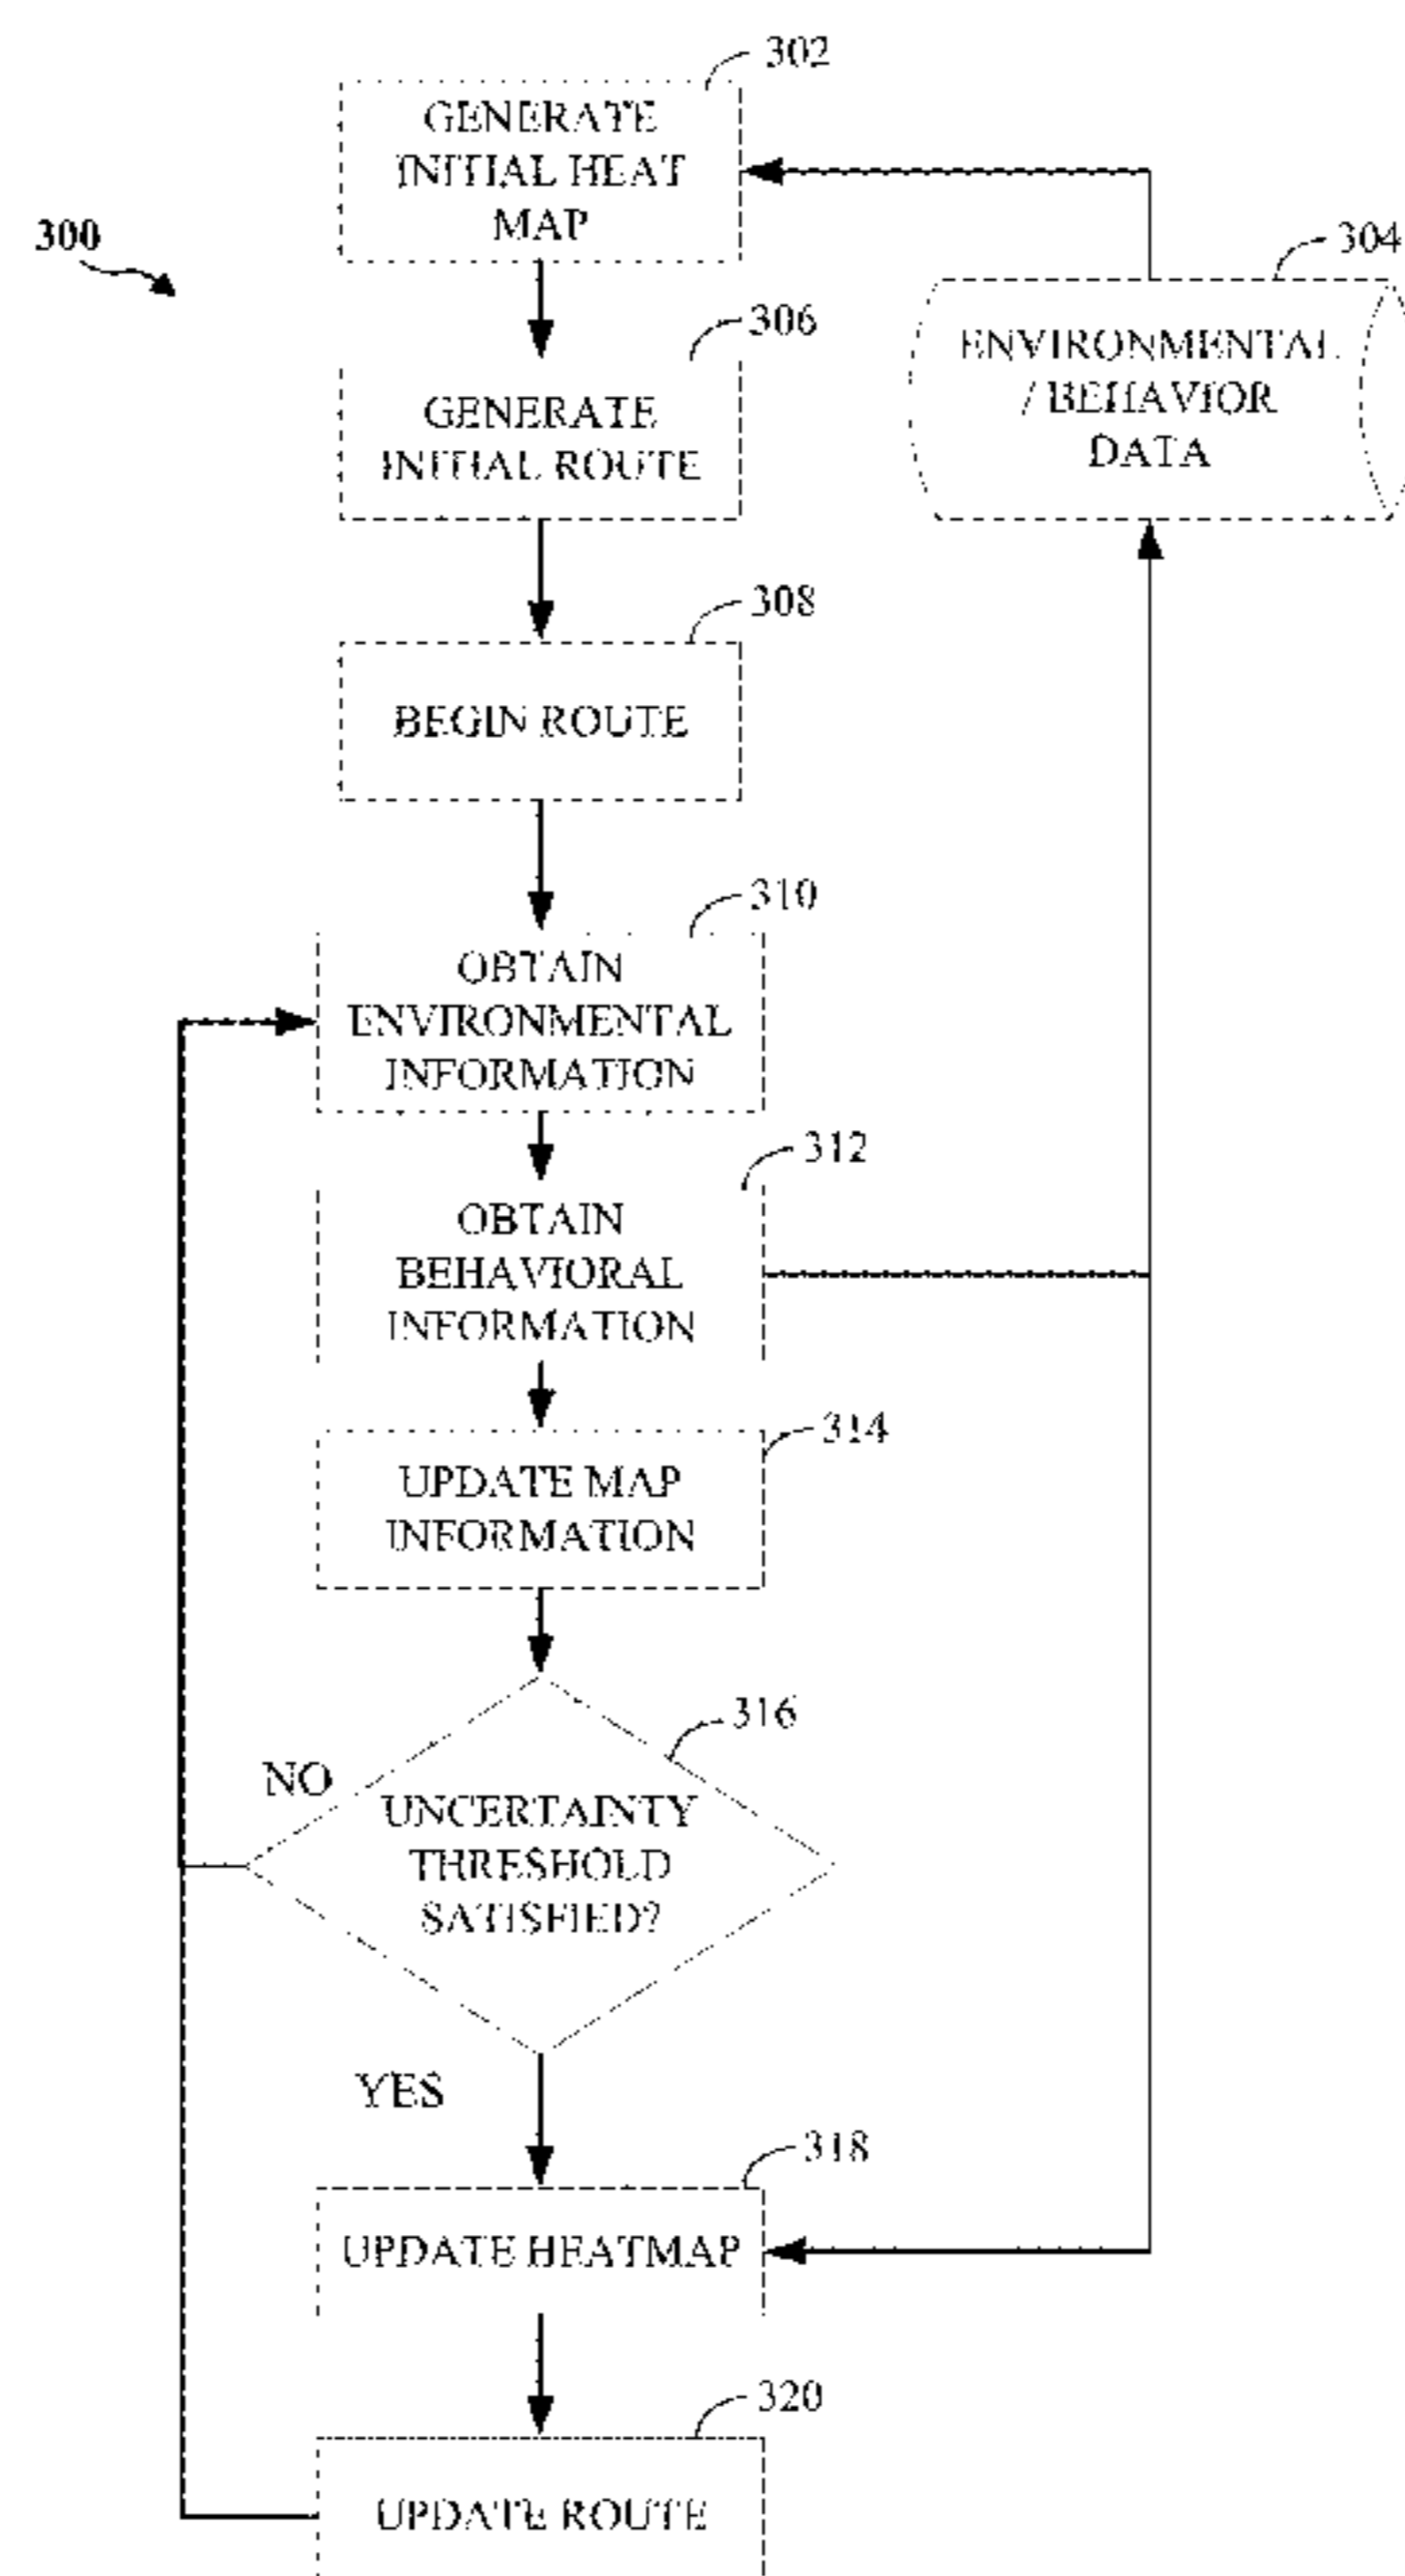 302
GENERATE
INITIAL HEAT
MAP
300
304
ENVIRONMENTAL
/ BEHAVIOR
DATA
306
GENERATE
INITIAL ROUTE
308
BEGIN ROUTE
310
OBTAIN
ENVIRONMENTAL
INFORMATION
312
OBTAIN
BEHAVIORAL
INFORMATION
314
UPDATE MAP
INFORMATION
316
NO
UNCERTAINTY
THRESHOLD
SATISFIED?
YES
318
UPDATE HEATMAP
320
UPDATE ROUTE